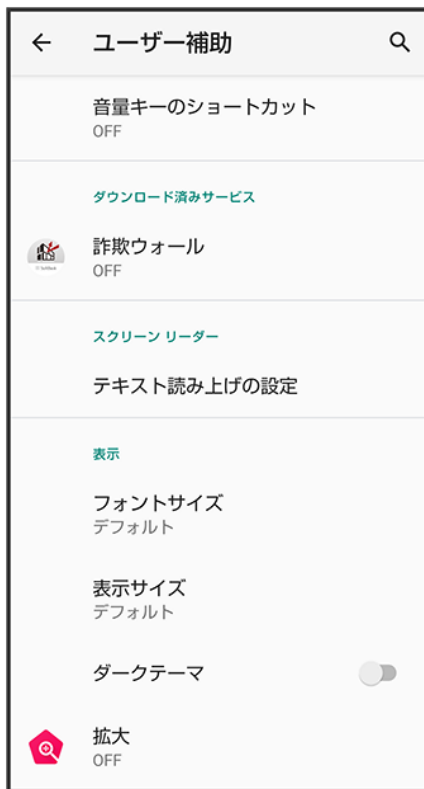 ユーザー補助
音量キーのショートカット
OFF
ダウンロード済みサービス
詐欺ウォール
OFF
スクリーン リーダー
テキスト読み上げの設定
表示
フォントサイズ
デフォルト
表示サイズ
デフォルト
ダークテーマ
拡大
OFF